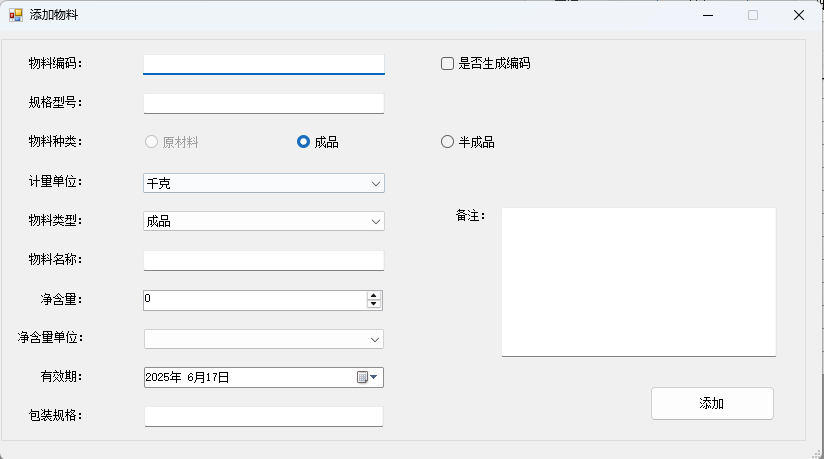 添加物料
物料编码： 是否生成编码
规格型号：
物料种类： 原材料 成品 半成品
计量单位： 千克
物料类型： 成品 备注：
物料名称：
净含量： 0
净含量单位：
有效期： 2025年 6月17日
包装规格： 添加